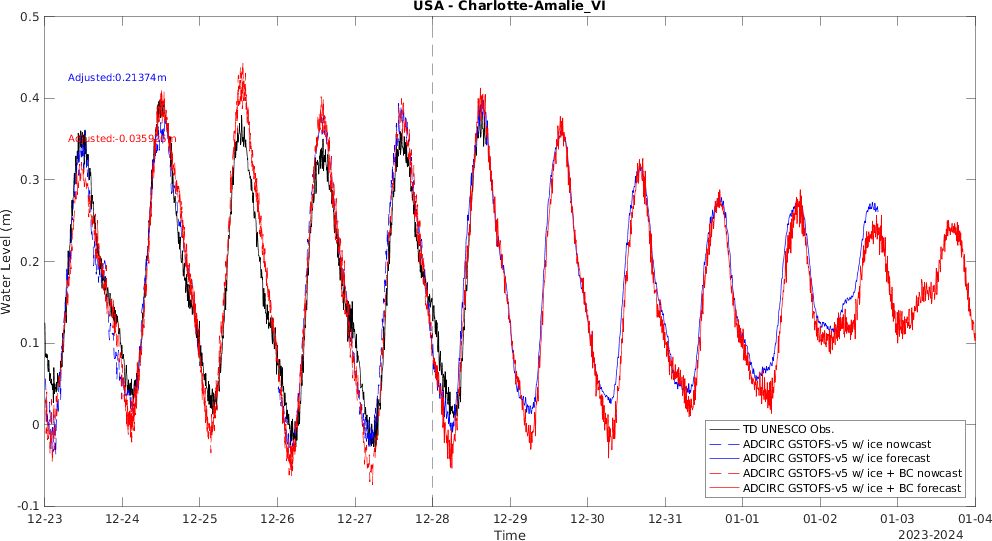 USA - Charlotte-Amalie_VI
0.5
0.4
0.3
0.2
0.1
0
-0.1
Water Level (m)
Adjusted:0.21374m
TD UNESCO Obs.
ADCIRC GSTOFS-v5 w/ ice nowcast
ADCIRC GSTOFS-v5 w/ ice forecast
ADCIRC GSTOFS-v5 w/ ice + BC nowcast
ADCIRC GSTOFS-v5 w/ ice + BC forecast
12-23 12-24 12-25 12-26 12-27 12-28 12-29 12-30 12-31 01-01 01-02 01-03 01-04
Time
2023-2024